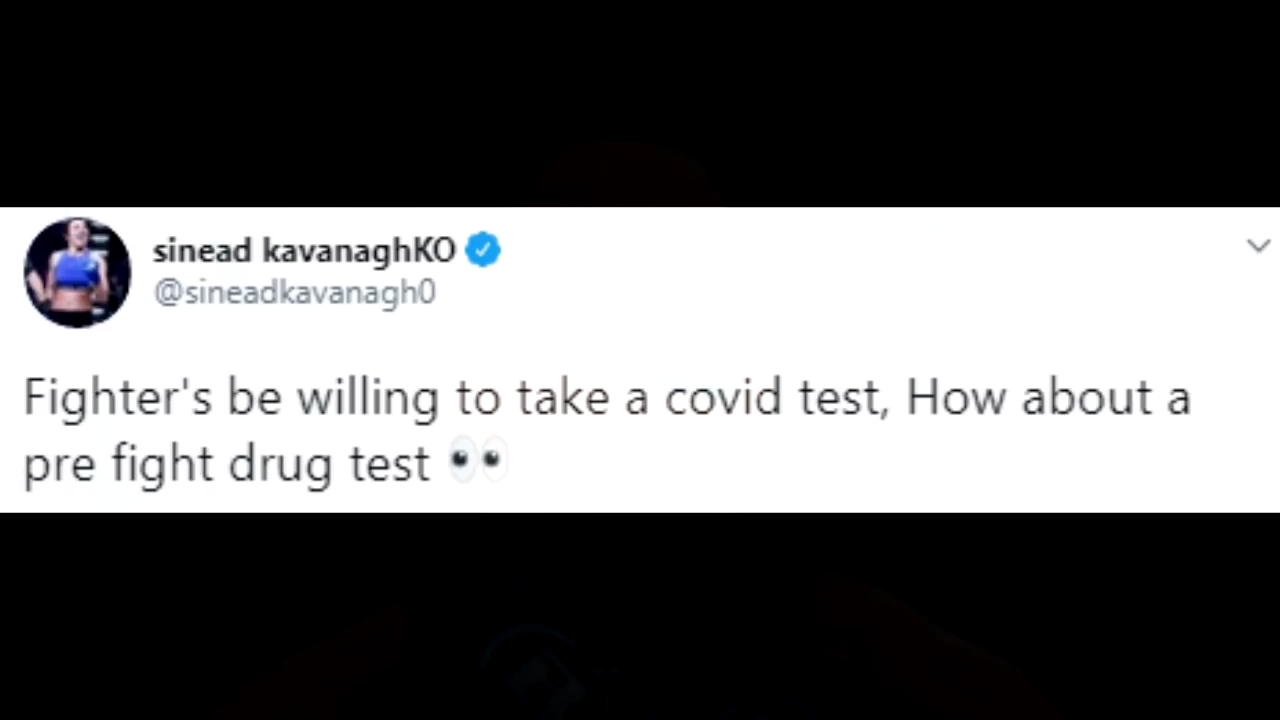 sinead kavanaghKO
@sineadkavanagh0
Fighter's be willing to take a covid test, How about a
pre fight drug test 👀